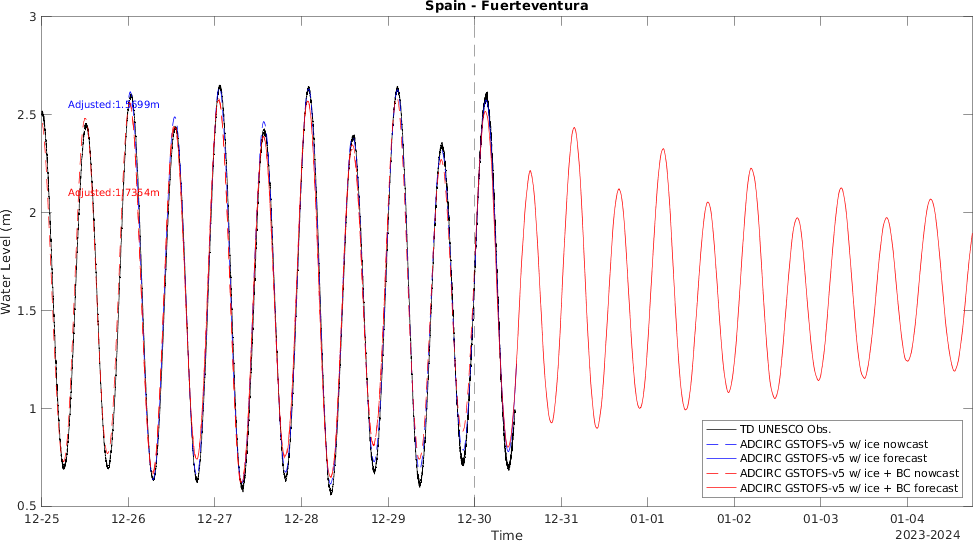 Spain - Fuerteventura
3
2.5
2
1.5
1
0.5
Water Level (m)
Adjusted:1.5699m
Adjusted:1.7354m
TD UNESCO Obs.
ADCIRC GSTOFS-v5 w/ ice nowcast
ADCIRC GSTOFS-v5 w/ ice forecast
ADCIRC GSTOFS-v5 w/ ice + BC nowcast
ADCIRC GSTOFS-v5 w/ ice + BC forecast
12-25 12-26 12-27 12-28 12-29 12-30 12-31 01-01 01-02 01-03 01-04
Time
2023-2024